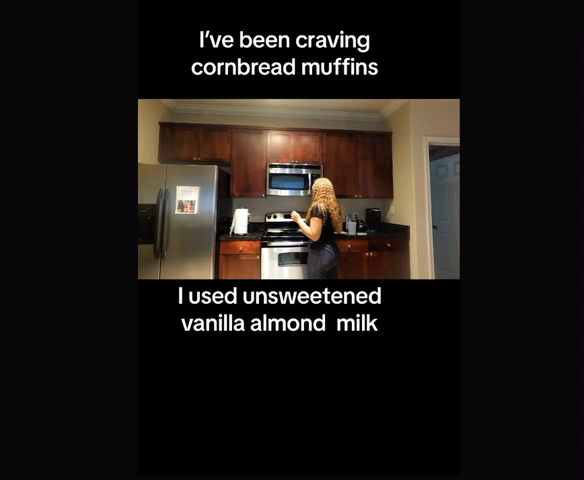 I've been craving
cornbread muffins
I used unsweetened
vanilla almond milk